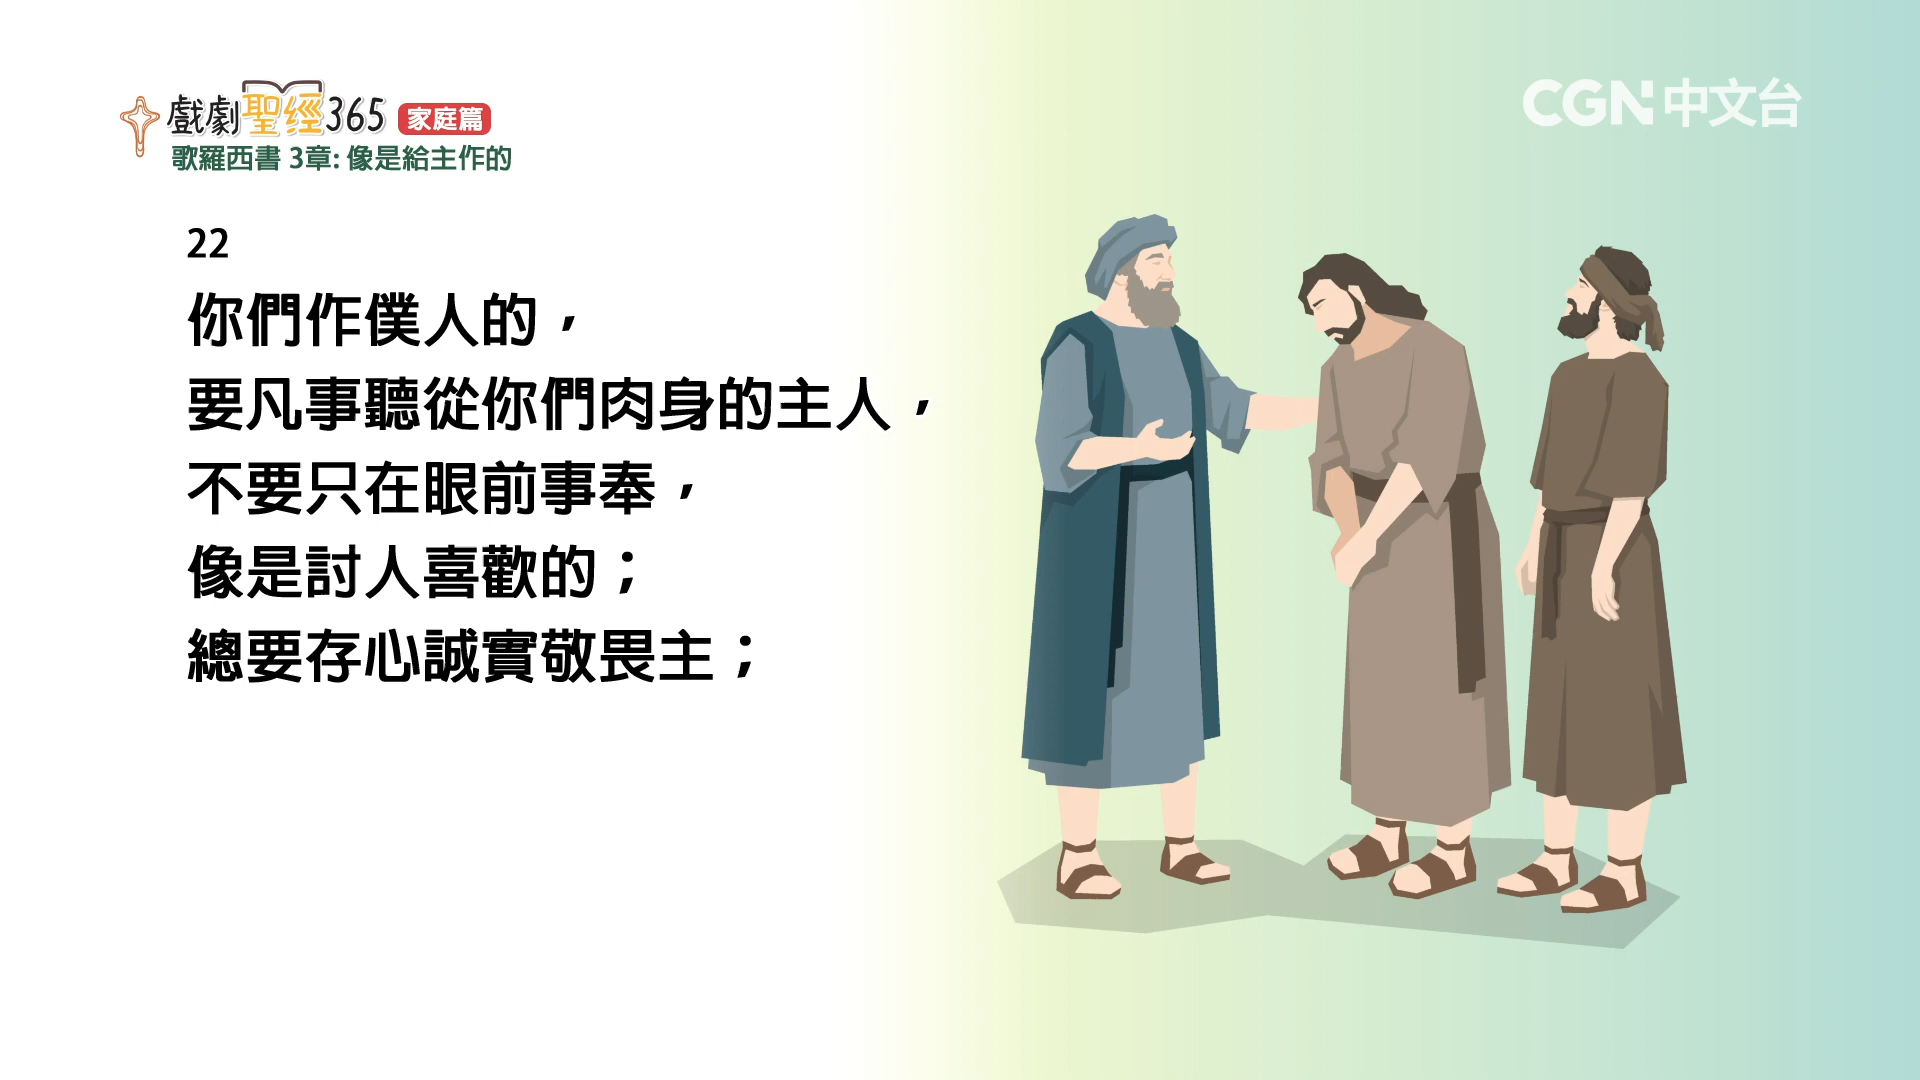 戲劇聖經365 家庭篇
歌羅西書 3章: 像是給主作的
CGN 中文台
22
你們作僕人的，
要凡事聽從你們肉身的主人，
不要只在眼前事奉，
像是討人喜歡的；
總要存心誠實敬畏主；